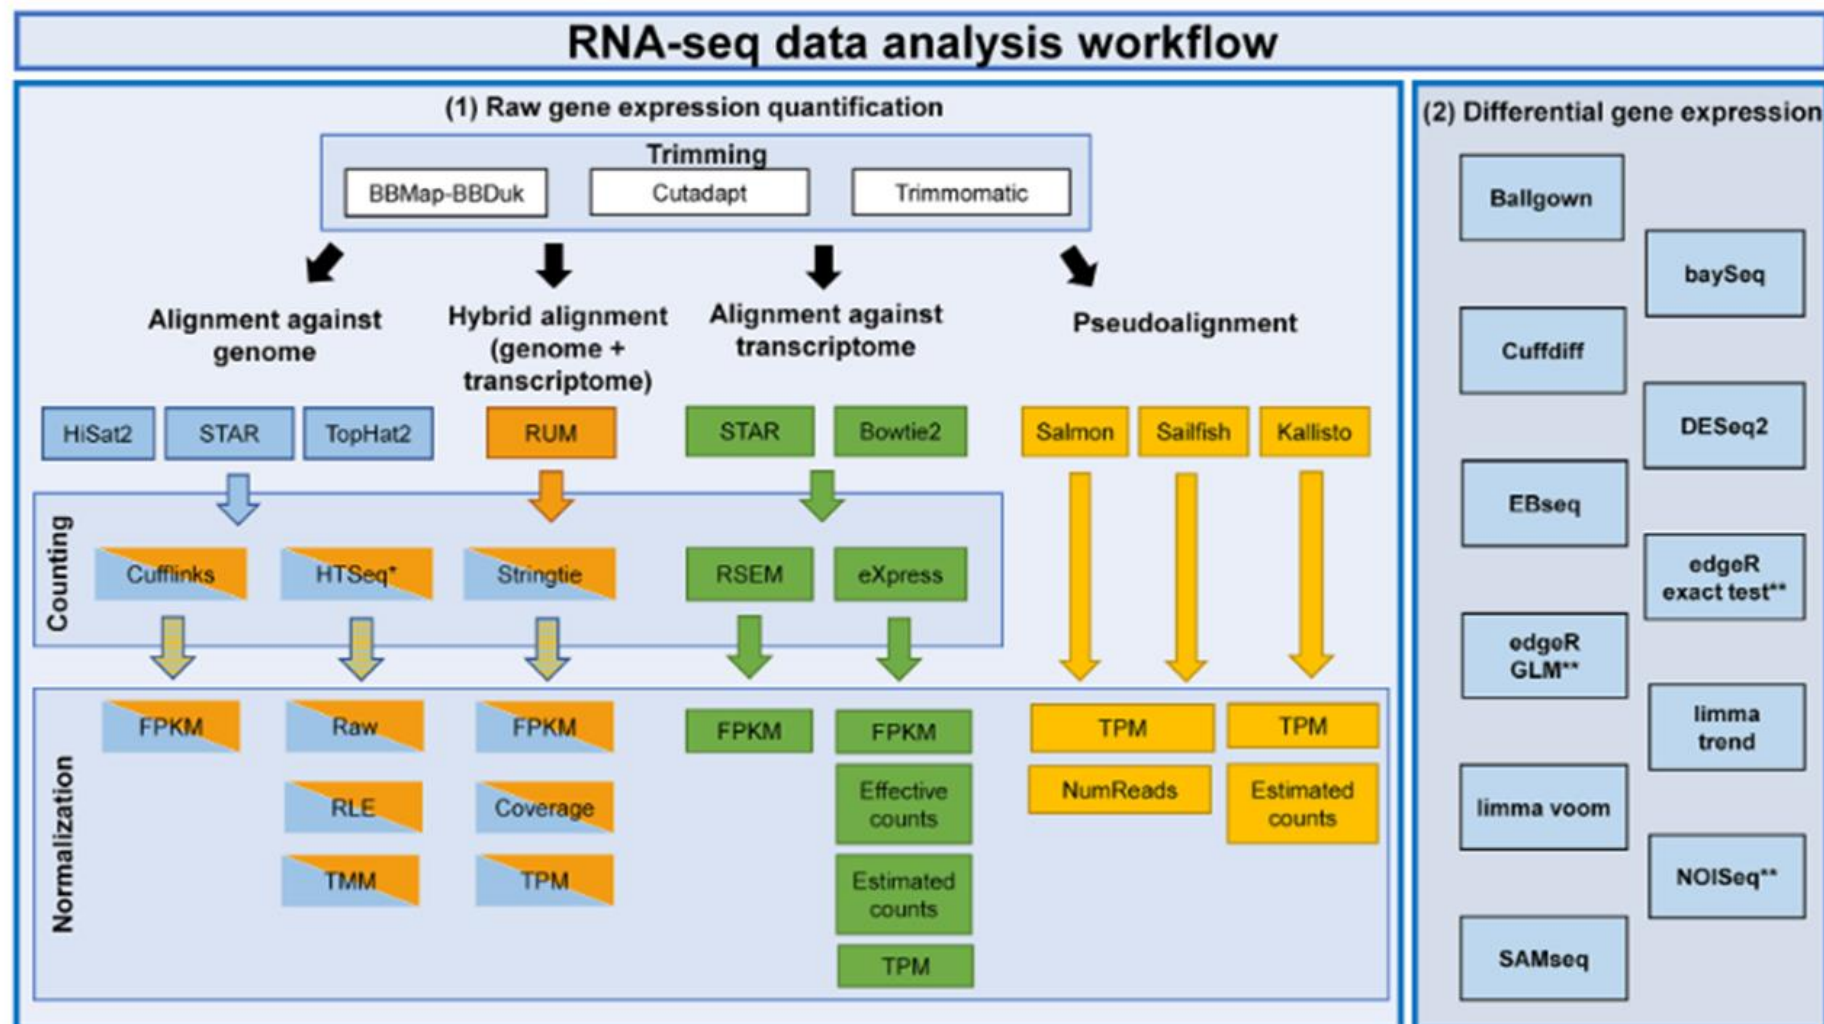 RNA-seq data analysis workflow
(1) Raw gene expression quantification
Trimming
BBMap-BBDuk
Cutadapt
Trimmomatic
Alignment against
genome
Hybrid alignment
(genome +
transcriptome)
Alignment against
transcriptome
Pseudoalignment
HiSat2
STAR
TopHat2
RUM
STAR
Bowtie2
Salmon
Sailfish
Kallisto
Counting
Cufflinks
HTSeq*
Stringtie
RSEM
eXpress
Normalization
FPKM
Raw
RLE
TMM
FPKM
Coverage
TPM
FPKM
FPKM
Effective
counts
Estimated
counts
TPM
TPM
NumReads
TPM
Estimated
counts
(2) Differential gene expression
Ballgown
baySeq
Cuffdiff
DESeq2
EBseq
edgeR
exact test**
edgeR
GLM**
limma
trend
limma voom
NOISeq**
SAMseq